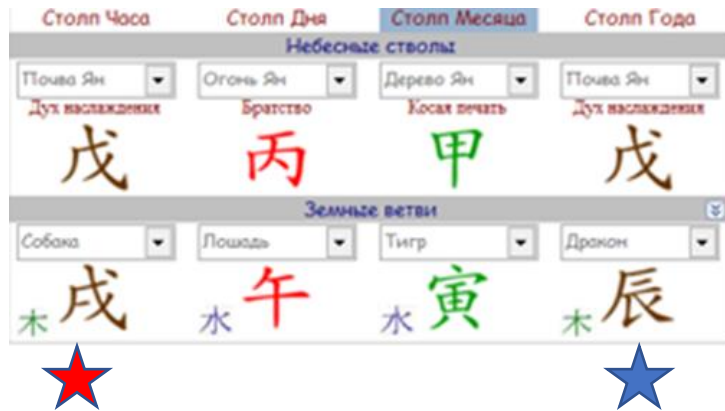 Столп Часа Столп Дня Столп Месяца Столп Года
Небесные стволы
Почва Ян Огонь Ян Дерево Ян Почва Ян
Дух наслаждения Братство Косая печать Дух наслаждения
戊 丙 甲 戊
Земные ветви
Собака Лошадь Тигр Дракон
木 戌 水 午 水 寅 木 辰